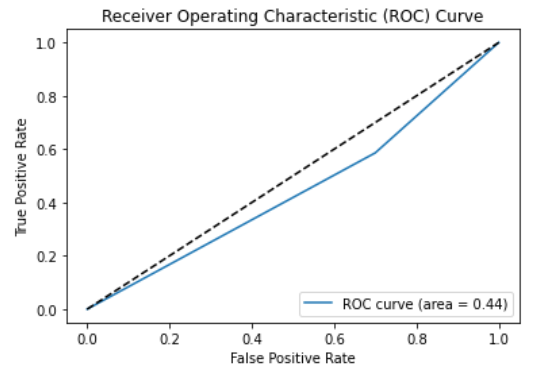 Receiver Operating Characteristic (ROC) Curve
1.0
0.8
0.6
0.4
0.2
0.0
True Positive Rate
ROC curve (area = 0.44)
0.0 0.2 0.4 0.6 0.8 1.0
False Positive Rate